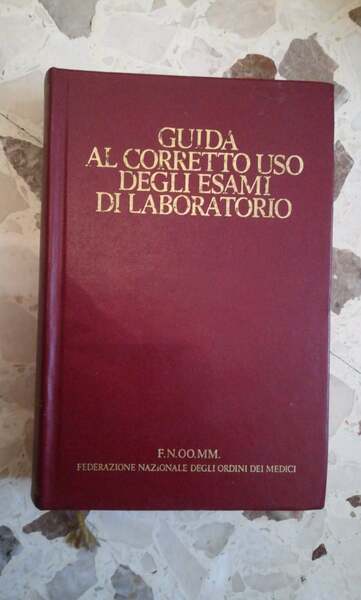 GUIDA
AL CORRETTO USO
DEGLI ESAMI
DI LABORATORIO
F.N.OO.MM.
FEDERAZIONE NAZIONALE DEGLI ORDINI DEI MEDICI